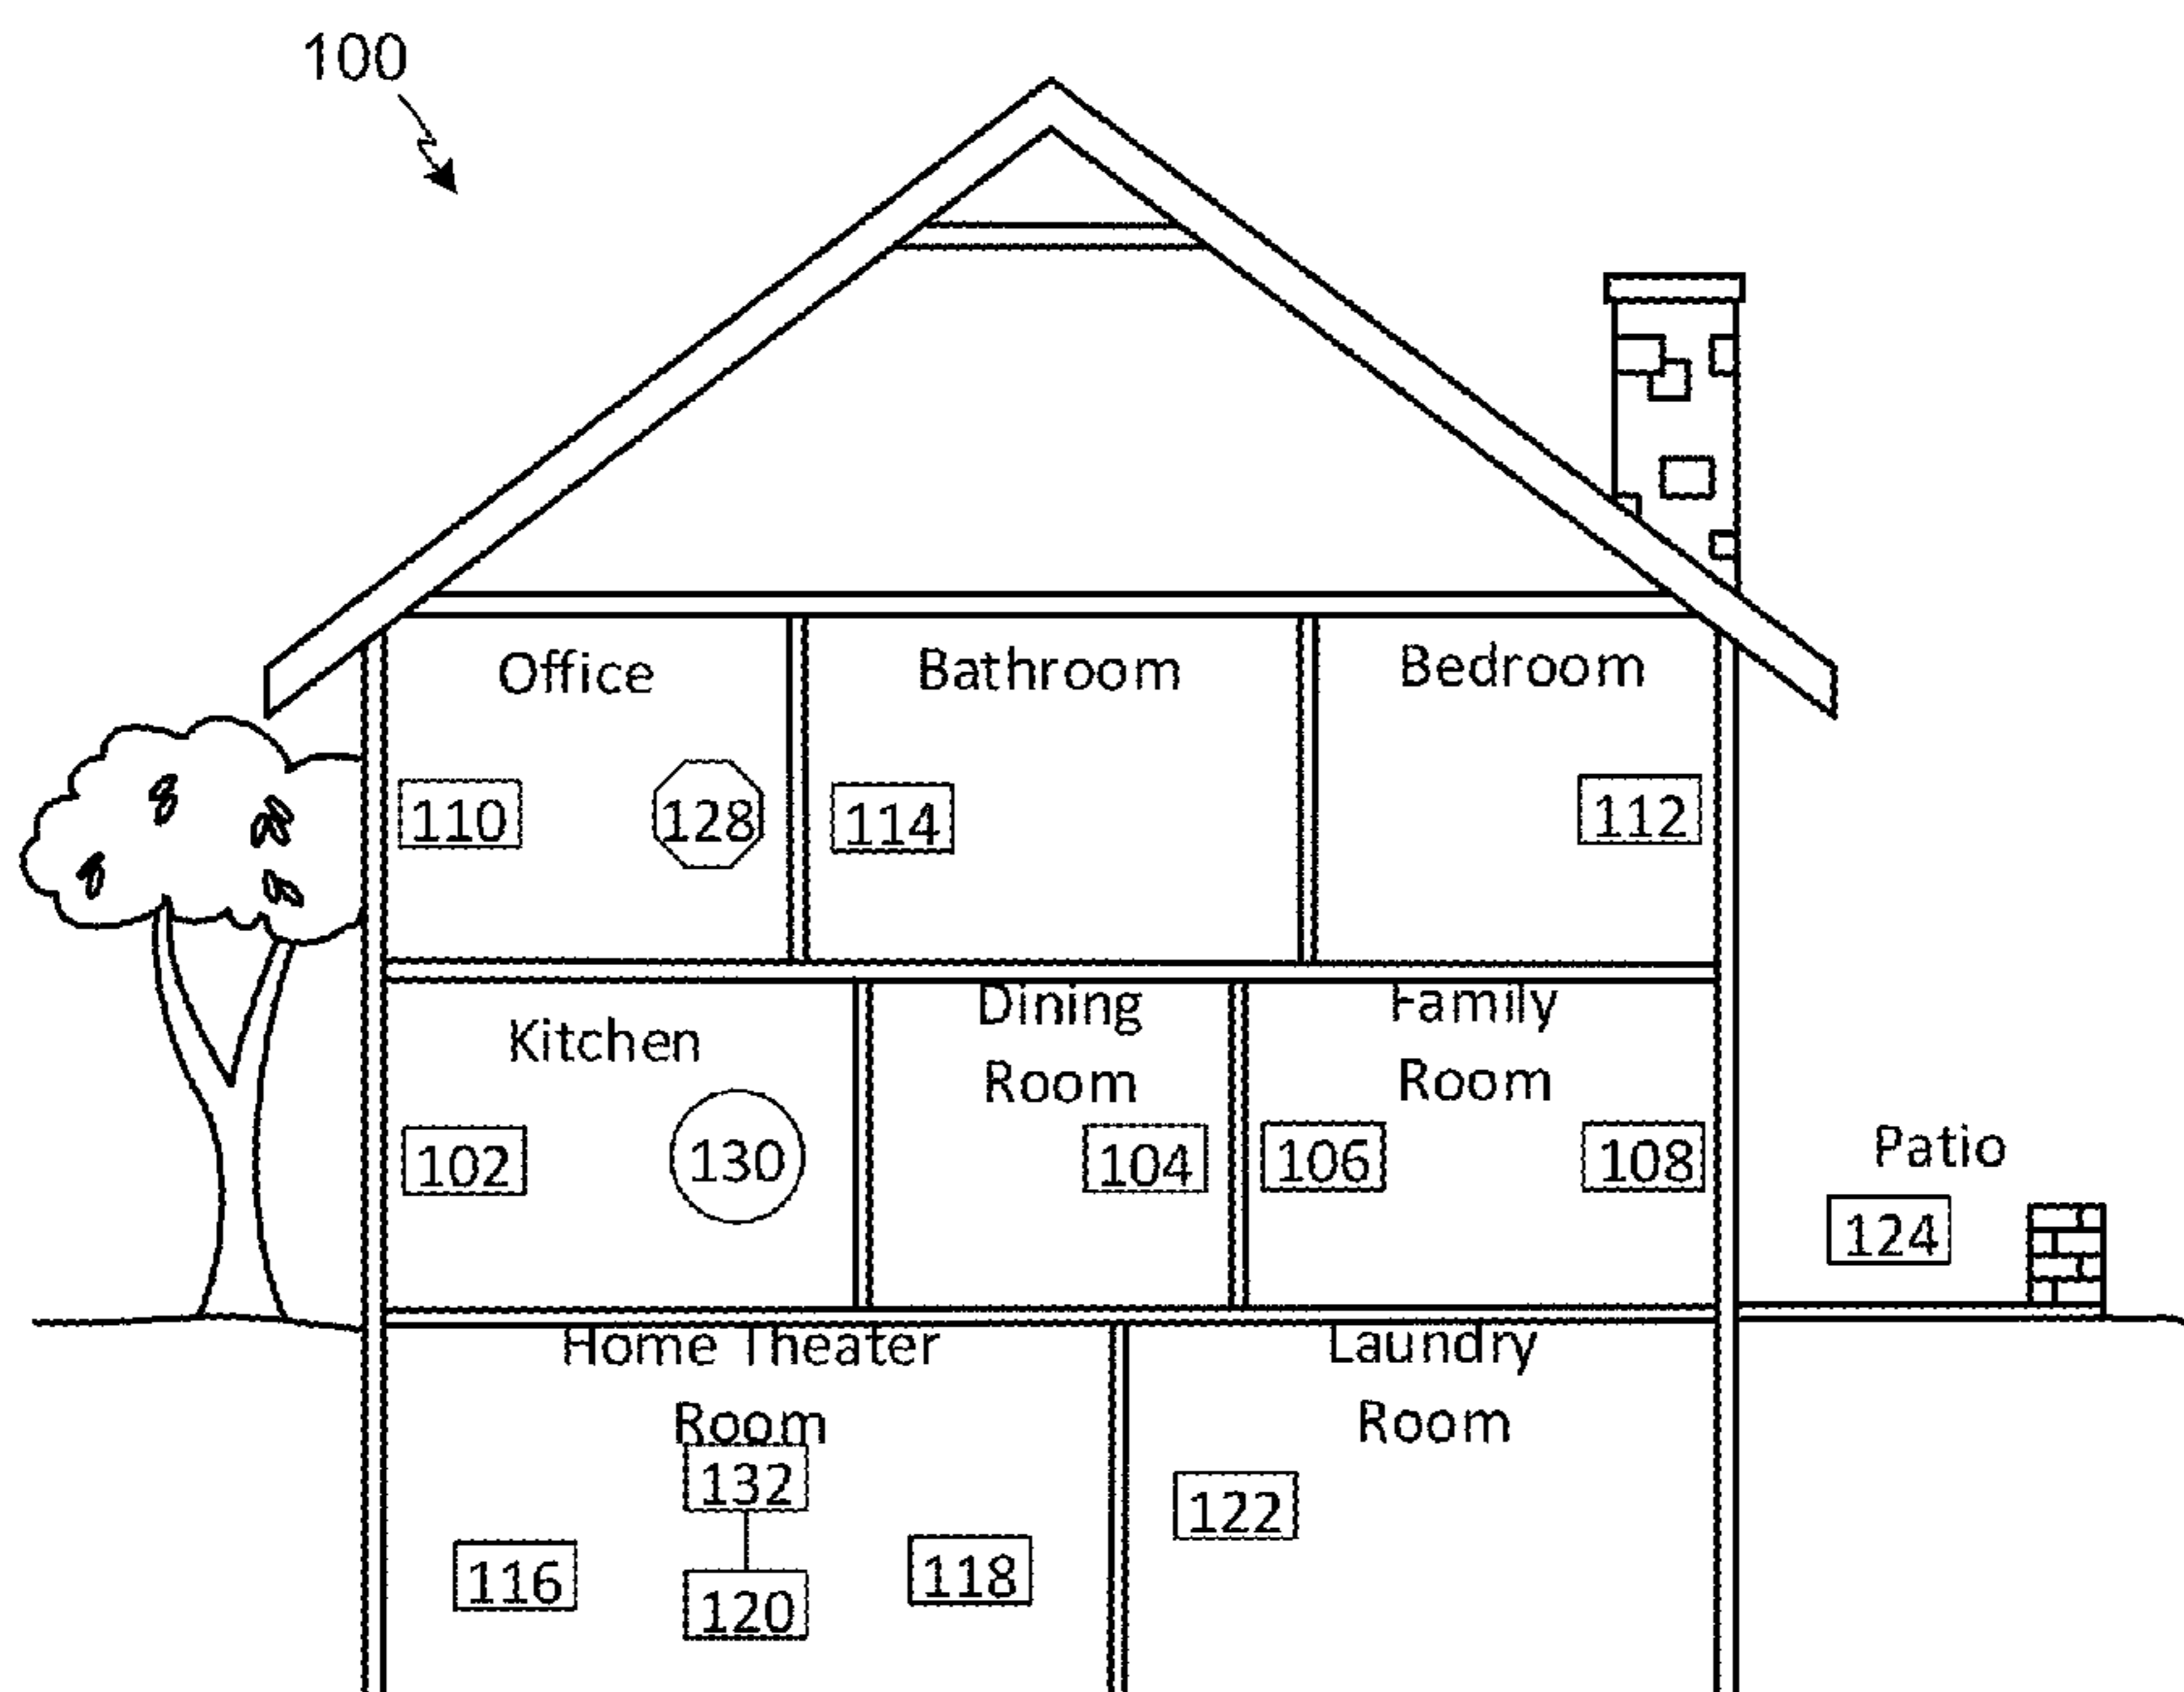 100
Office
Bathroom
Bedroom
110
128
114
112
Kitchen
Dining
Room
Family
Room
102
130
104
106
108
Patio
124
Home Theater
Room
Laundry
Room
132
122
116
118
120